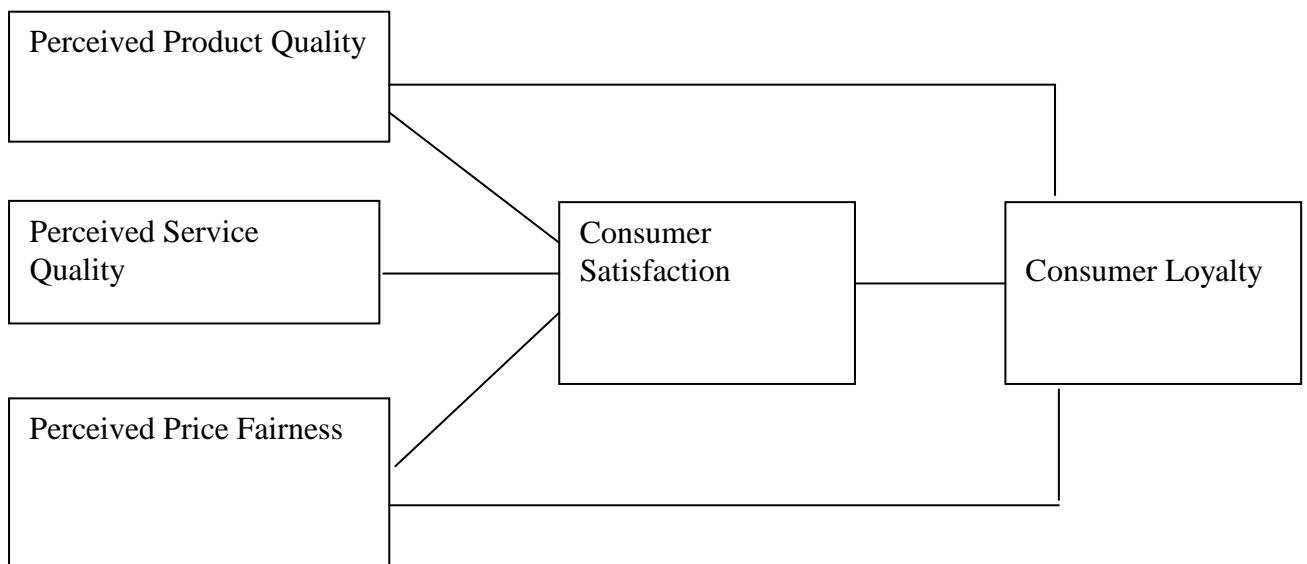 Perceived Product Quality
Perceived Service
Quality
Consumer
Satisfaction
Consumer Loyalty
Perceived Price Fairness